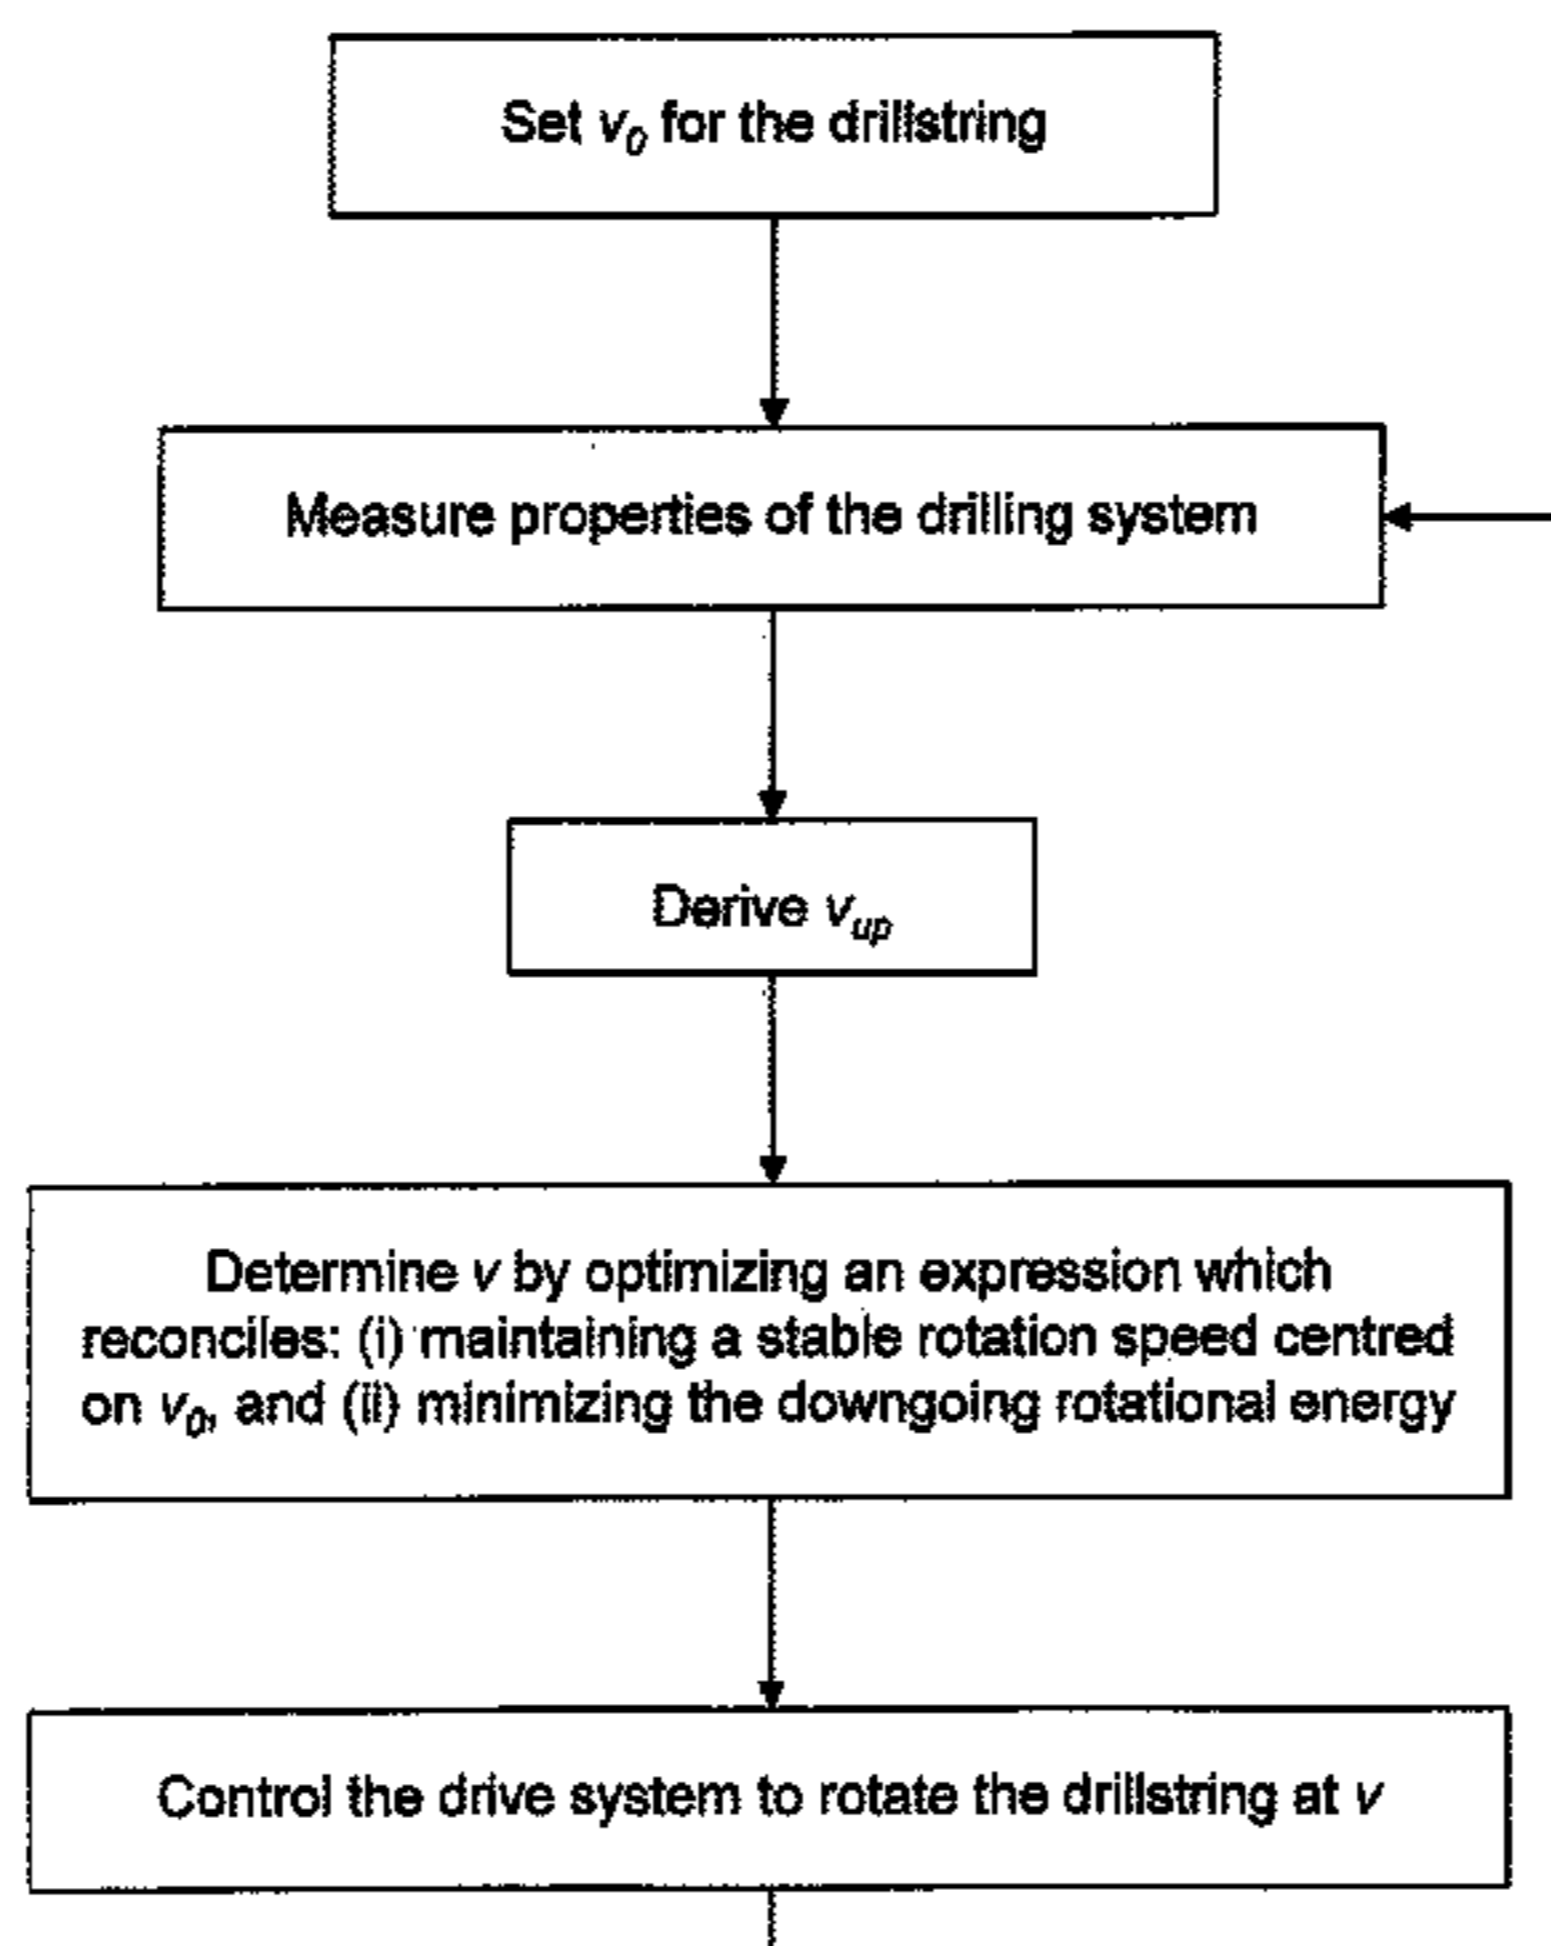 Set v₀ for the drillstring
Measure properties of the drilling system
Derive vᵤₚ
Determine v by optimizing an expression which
reconciles: (i) maintaining a stable rotation speed centred
on v₀, and (ii) minimizing the downgoing rotational energy
Control the drive system to rotate the drillstring at v